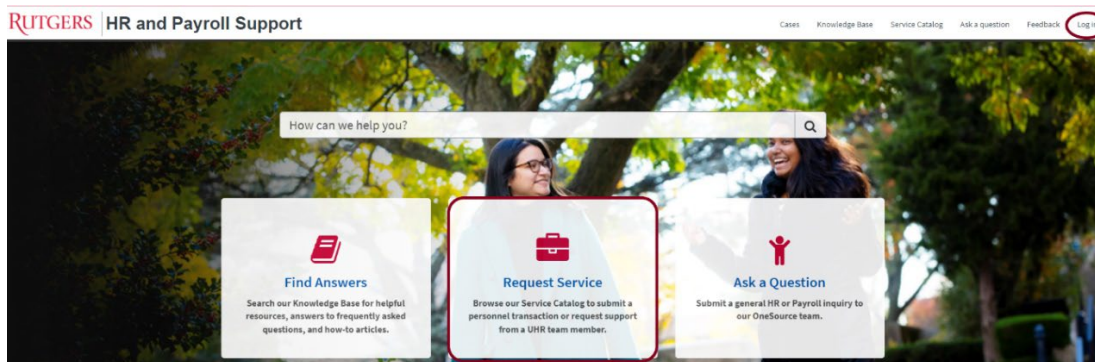 RUTGERS HR and Payroll Support
Cases Knowledge Base Service Catalog Ask a question Feedback Log in
How can we help you?
Find Answers
Search our Knowledge Base for helpful
resources, answers to frequently asked
questions, and how-to articles.
Request Service
Browse our Service Catalog to submit a
personnel transaction or request support
from a UHR team member.
Ask a Question
Submit a general HR or Payroll inquiry to
our OneSource team.